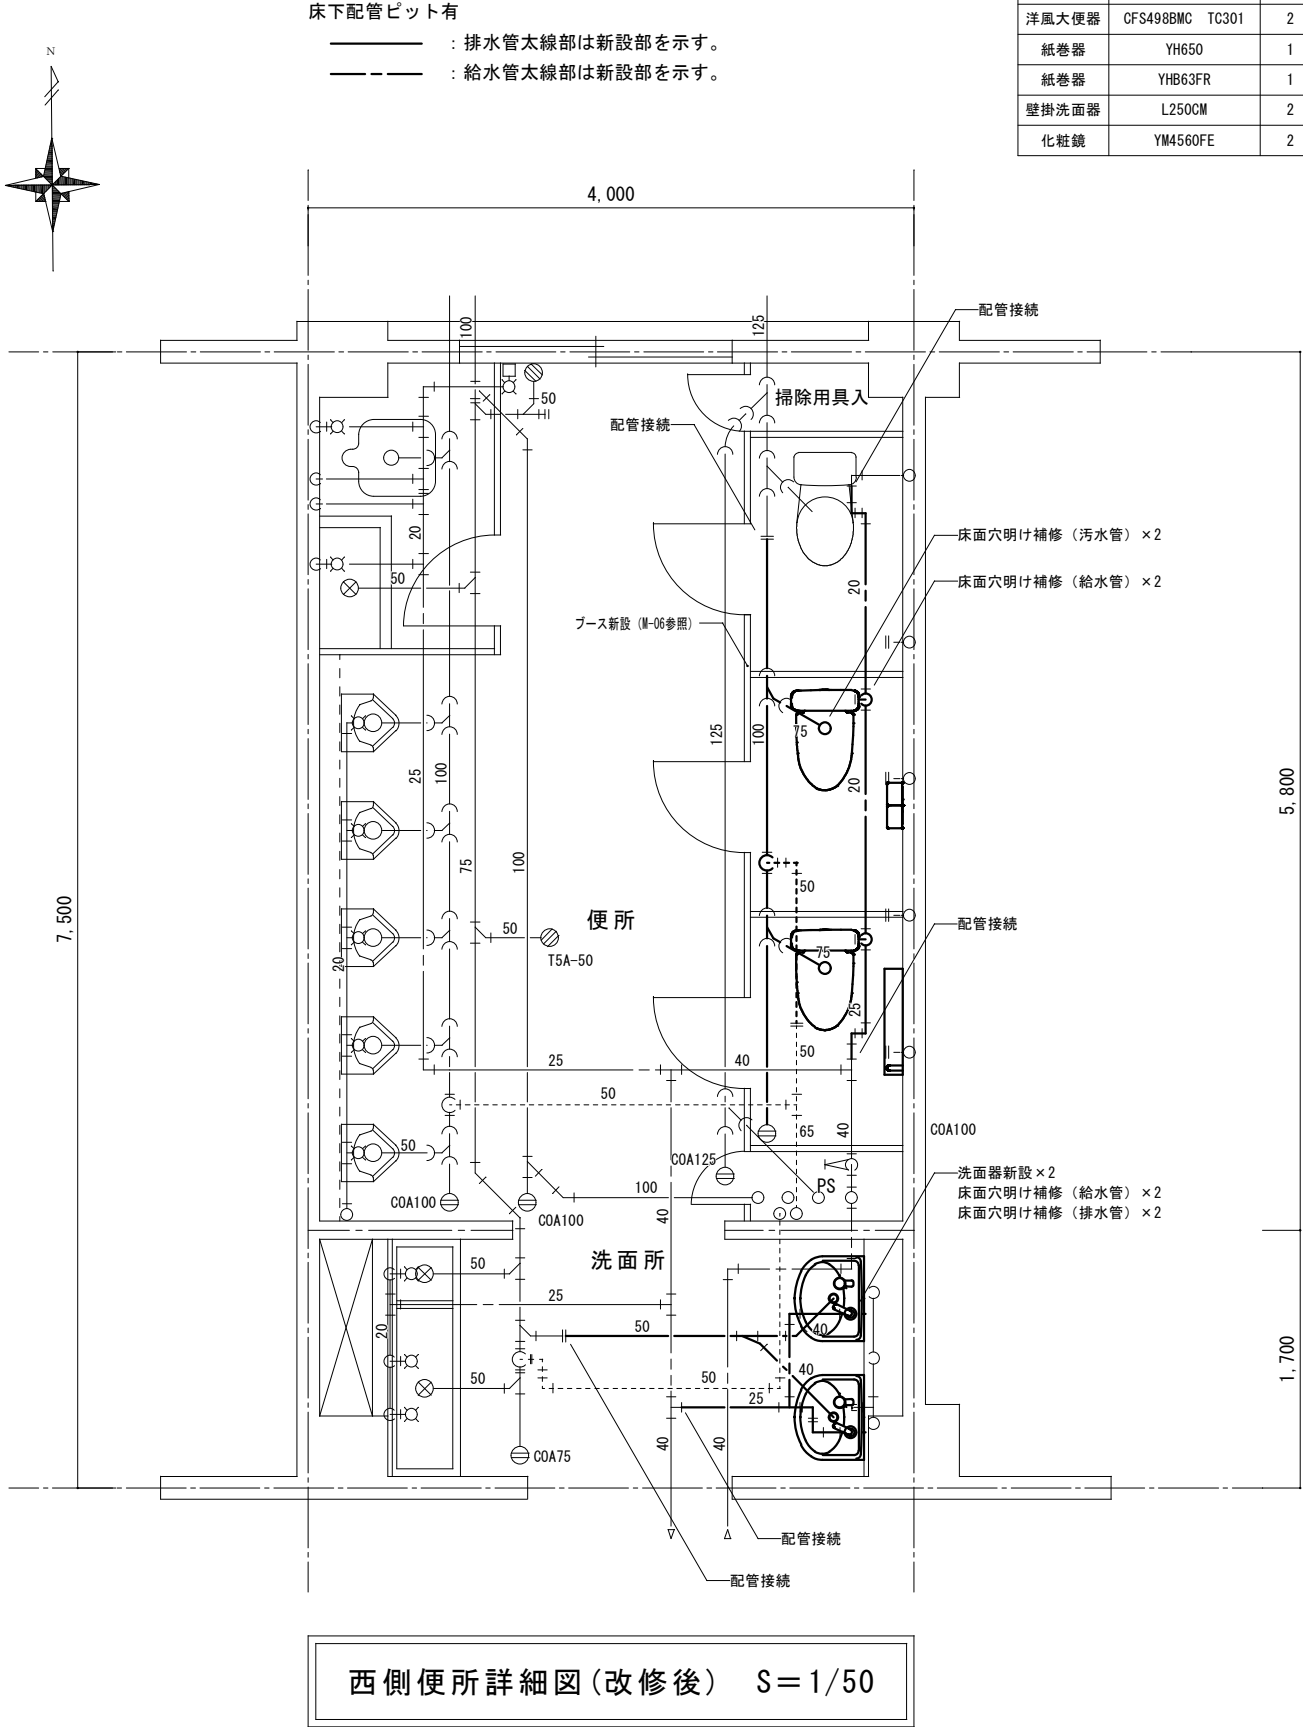 床下配管ピット有
：排水管太線部は新設部を示す。
：給水管太線部は新設部を示す。
洋風大便器 CFS498BMC TC301 2
紙巻器 YH650 1
紙巻器 YHB63FR 1
壁掛洗面器 L250CM 2
化粧鏡 YM4560FE 2
N
4,000
配管接続
100
125
50
掃除用具入
配管接続
20
床面穴明け補修（汚水管）×2
50
20
床面穴明け補修（給水管）×2
ブース新設（M-06参照）
125
100
75
25
100
20
5,800
75
100
50
7,500
便所
50
配管接続
75
20
T5A-50
25
25
40
50
50
65
40
COA100
50
COA125
洗面器新設×2
PS
床面穴明け補修（給水管）×2
100
COA100
COA100
40
床面穴明け補修（排水管）×2
洗面所
50
25
20
50
40
1,700
50
50
40
25
40
40
COA75
配管接続
配管接続
西側便所詳細図(改修後) S＝1/50